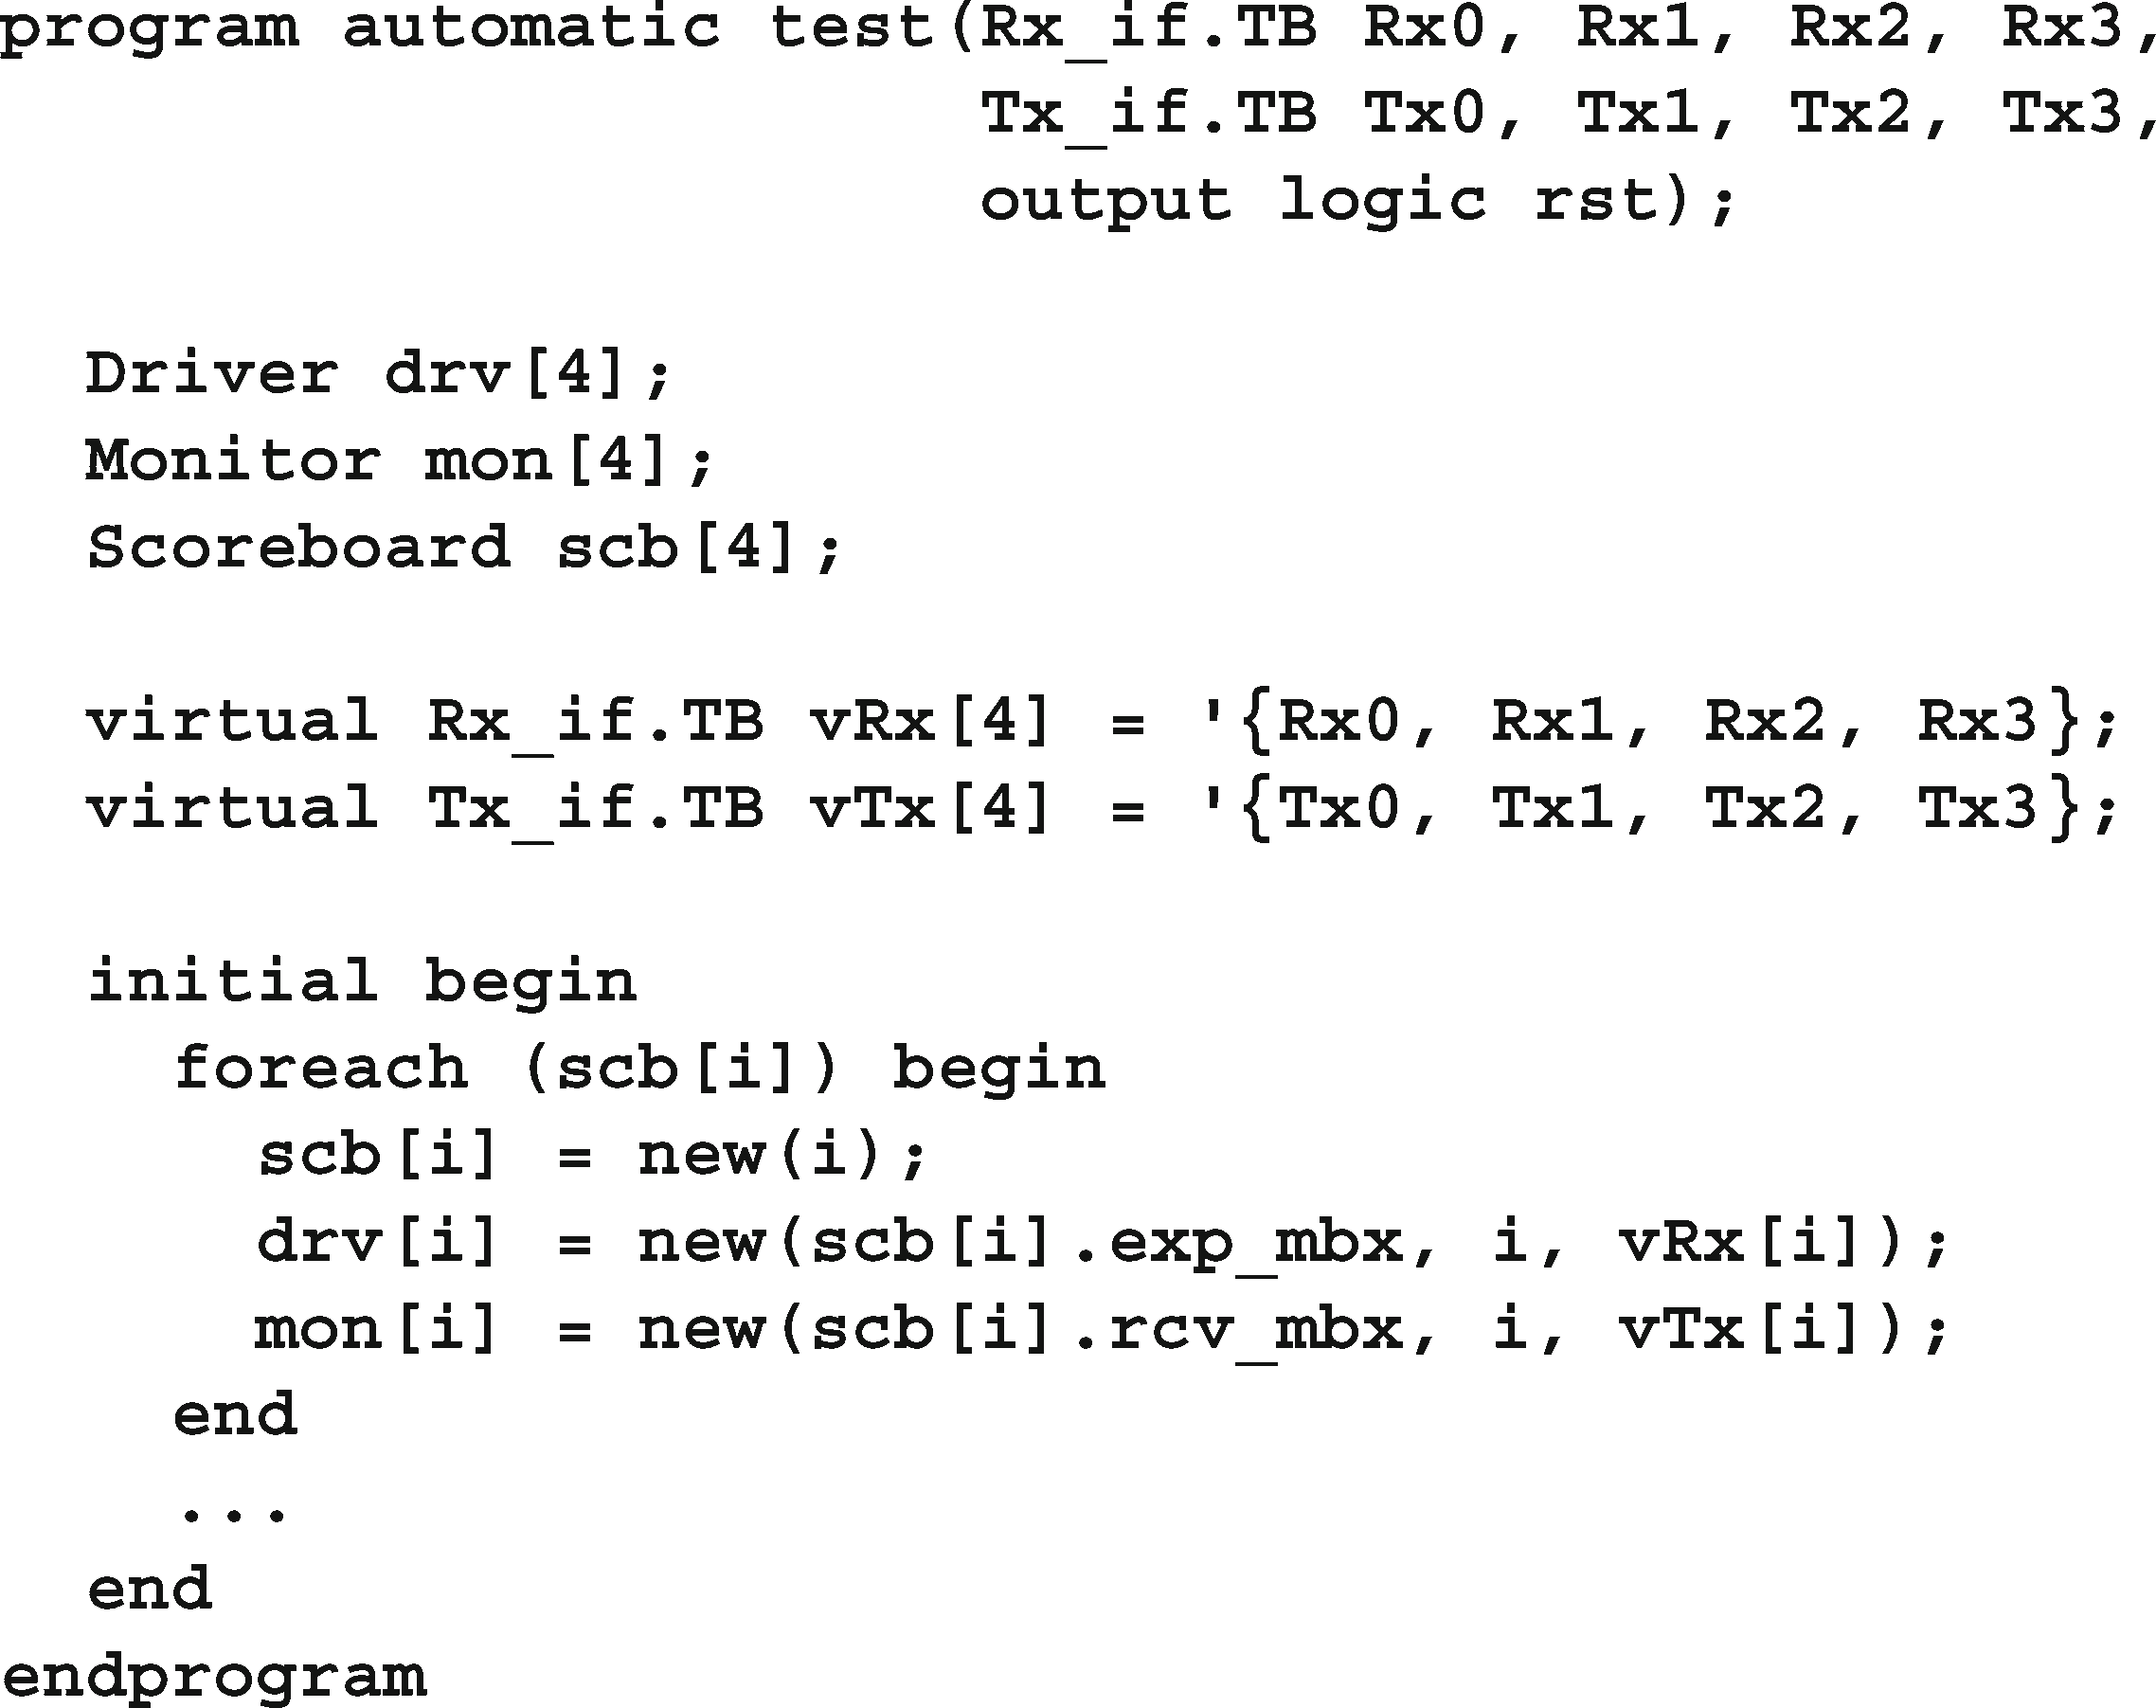 program automatic test(Rx_if.TB Rx0, Rx1, Rx2, Rx3,
                       Tx_if.TB Tx0, Tx1, Tx2, Tx3,
                       output logic rst);

  Driver drv[4];
  Monitor mon[4];
  Scoreboard scb[4];

  virtual Rx_if.TB vRx[4] = '{Rx0, Rx1, Rx2, Rx3};
  virtual Tx_if.TB vTx[4] = '{Tx0, Tx1, Tx2, Tx3};

  initial begin
    foreach (scb[i]) begin
      scb[i] = new(i);
      drv[i] = new(scb[i].exp_mbx, i, vRx[i]);
      mon[i] = new(scb[i].rcv_mbx, i, vTx[i]);
    end
    ...
  end
endprogram